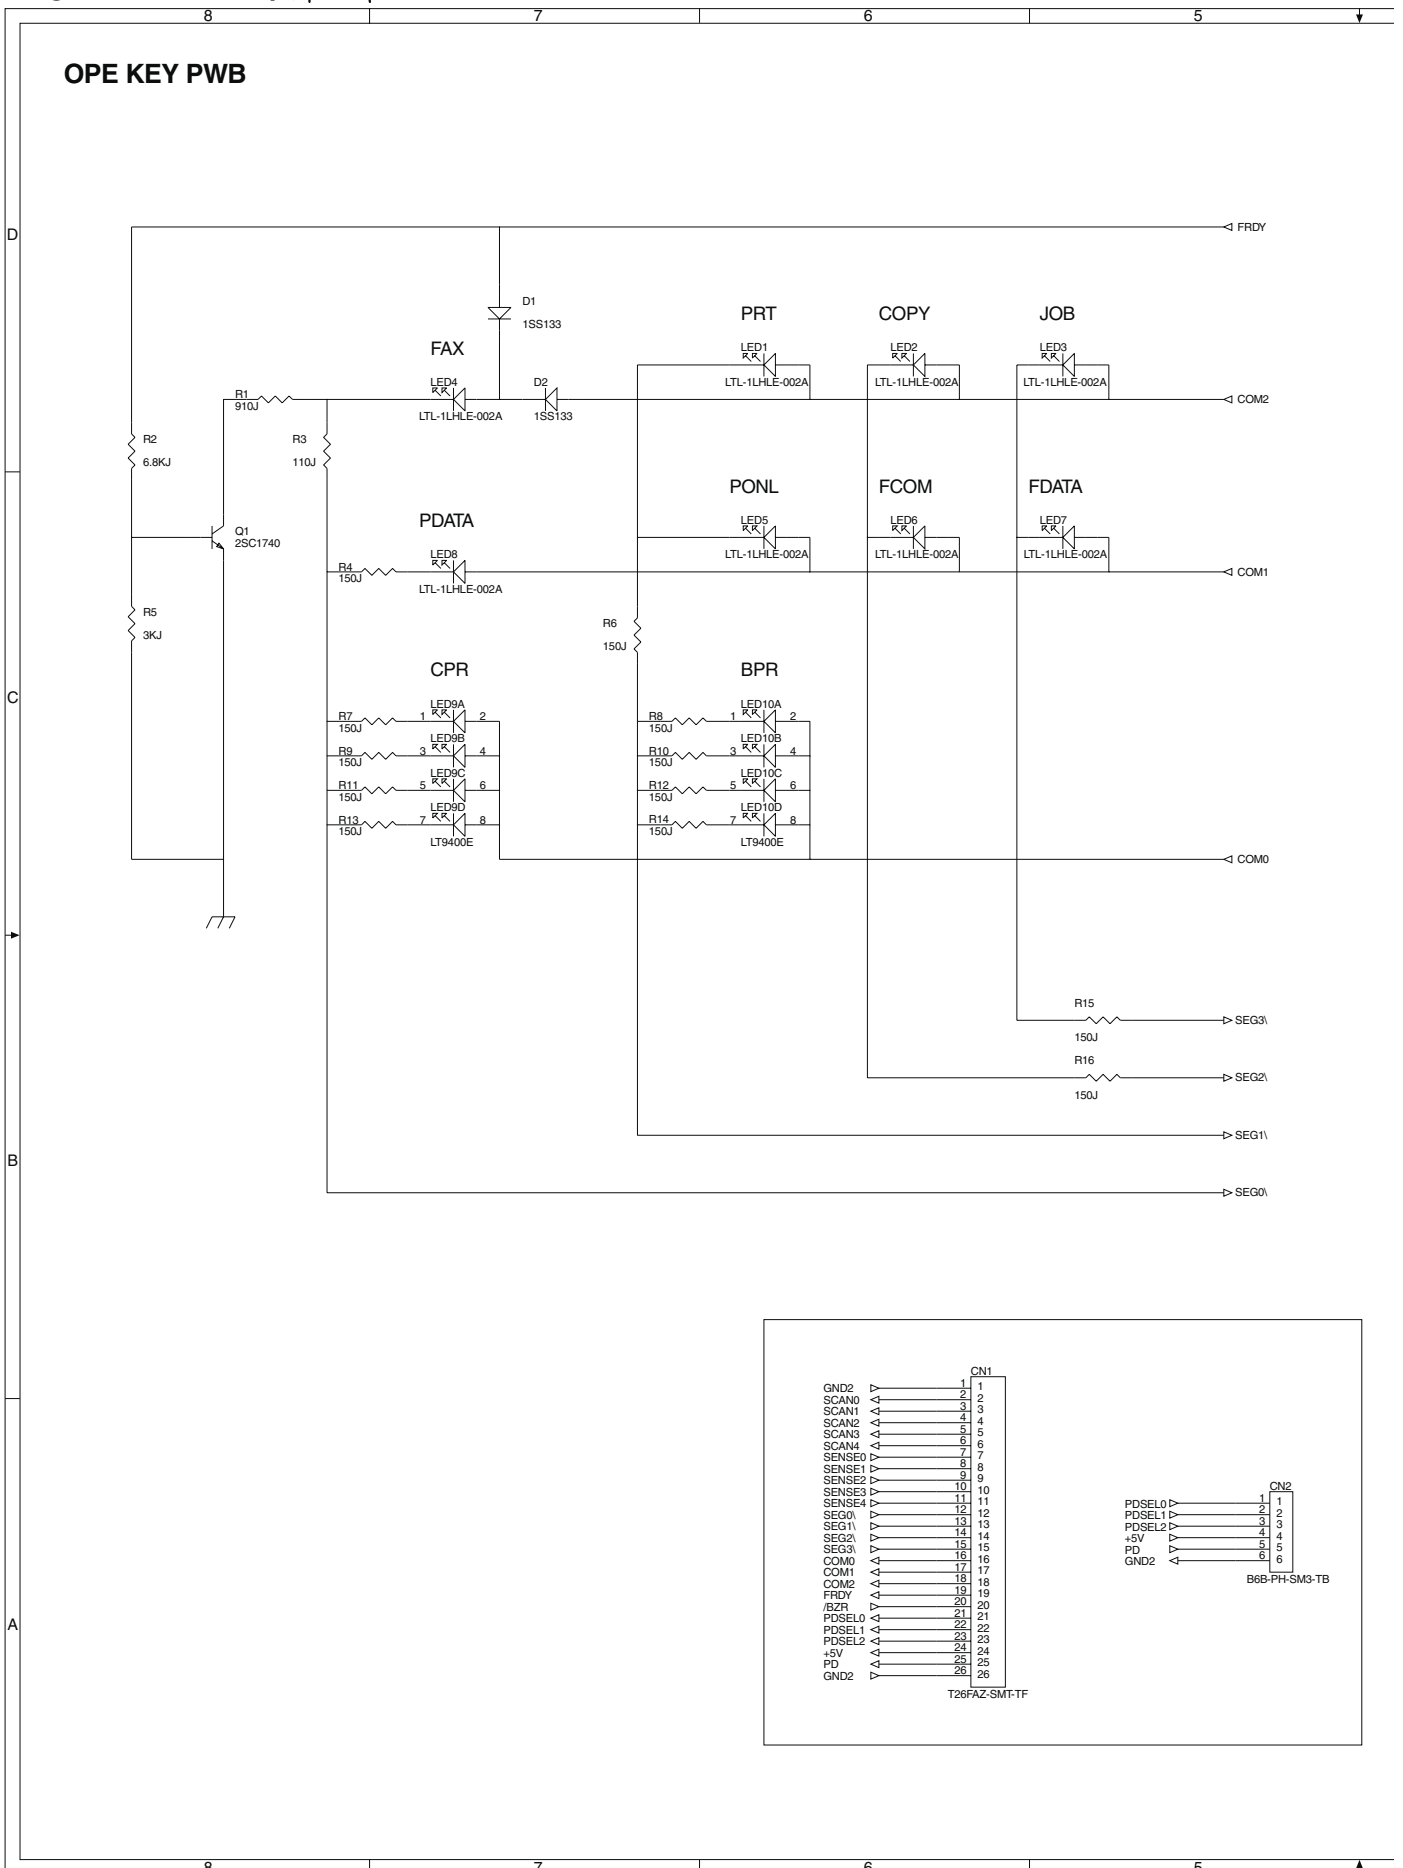 8 7 6 5
OPE KEY PWB
D
FRDY
D1
1SS133
PRT COPY JOB
FAX
LED1 LED2 LED3
LTL-1LHLE-002A LTL-1LHLE-002A LTL-1LHLE-002A
LED4 D2
LTL-1LHLE-002A 1SS133
R1
910J
COM2
R2
6.8KJ
R3
110J
PONL FCOM FDATA
PDATA
LED5 LED6 LED7
LTL-1LHLE-002A LTL-1LHLE-002A LTL-1LHLE-002A
Q1
2SC1740
LED8
LTL-1LHLE-002A
R4
150J
COM1
R5
3KJ
R6
150J
C
CPR BPR
LED9A LED10A
R7 1 2 R8 1 2
150J 150J
LED9B LED10B
R9 3 4 R10 3 4
150J 150J
LED9C LED10C
R11 5 6 R12 5 6
150J 150J
LED9D LED10D
R13 7 8 R14 7 8
150J 150J
LT9400E LT9400E
COM0
R15
150J
SEG3\
R16
150J
SEG2\
B
SEG1\
SEG0\
CN1
GND2 1 1
SCAN0 2 2
SCAN1 3 3
SCAN2 4 4
SCAN3 5 5
SCAN4 6 6
SENSE0 7 7
SENSE1 8 8
SENSE2 9 9
SENSE3 10 10
SENSE4 11 11
SEG0\ 12 12
SEG1\ 13 13
SEG2\ 14 14
SEG3\ 15 15
COM0 16 16
COM1 17 17
COM2 18 18
FRDY 19 19
/BZR 20 20
PDSEL0 21 21
PDSEL1 22 22
PDSEL2 23 23
+5V 24 24
PD 25 25
GND2 26 26
T26FAZ-SMT-TF
CN2
PDSEL0 1 1
PDSEL1 2 2
PDSEL2 3 3
+5V 4 4
PD 5 5
GND2 6 6
B6B-PH-SM3-TB
A
8 7 6 5